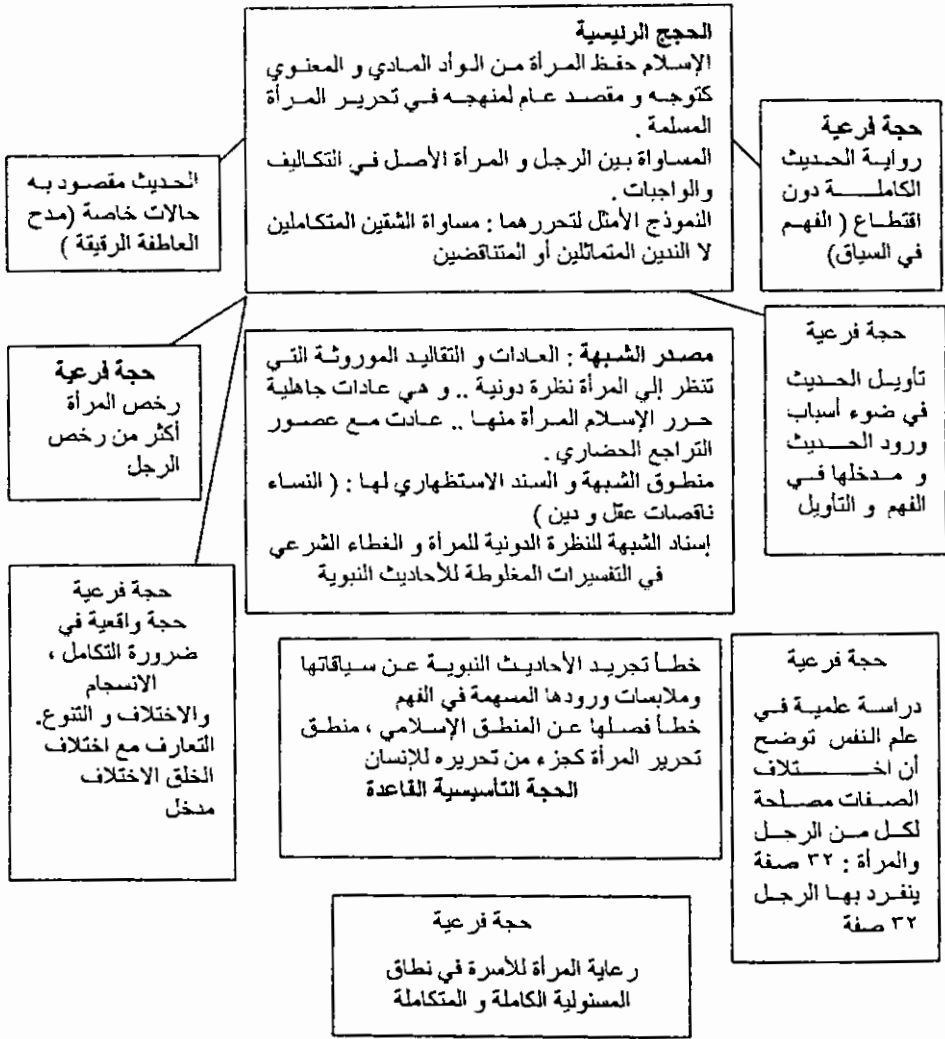 الحجج الرئيسية
الإسلام حفظ المرأة من الوأد المادي و المعنوي
كتوجه و مقصد عام لمنهجه في تحرير المرأة
المسلمة .
المساواة بين الرجل و المرأة الأصل في التكاليف
والواجبات .
النموذج الأمثل لتحررهما : مساواة الشقين المتكاملين
لا الندين المتماثلين أو المتناقضين
حجة فرعية
رواية الحديث
الكاملة دون
اقتطاع ( الفهم
في السياق)
الحديث مقصود به
حالات خاصة (مدح
العاطفة الرقيقة )
حجة فرعية
تأويل الحديث
في ضوء أسباب
ورود الحديث
و مدخلها في
الفهم و التأويل
مصدر الشبهة : العادات و التقاليد الموروثة التي
تنظر إلي المرأة نظرة دونية .. و هي عادات جاهلية
حرر الإسلام المرأة منها .. عادت مع عصور
التراجع الحضاري .
منطوق الشبهة و السند الاستظهاري لها : ( النساء
ناقصات عقل و دين )
إسناد الشبهة للنظرة الدونية للمرأة و الغطاء الشرعي
في التفسيرات المغلوطة للأحاديث النبوية
حجة فرعية
رخص المرأة
أكثر من رخص
الرجل
حجة فرعية
حجة واقعية في
ضرورة التكامل ،
الانسجام
والاختلاف و التنوع.
التعارف مع اختلاف
الخلق الاختلاف
مدخل
خطأ تجريد الأحاديث النبوية عن سياقاتها
وملابسات ورودها المسهمة في الفهم
خطأ فصلها عن المنطق الإسلامي ، منطق
تحرير المرأة كجزء من تحريره للإنسان
الحجة التأسيسية القاعدة
حجة فرعية
دراسة علمية في
علم النفس توضح
أن اختلاف
الصفات مصلحة
لكل من الرجل
والمرأة : ٣٢ صفة
ينفرد بها الرجل
٣٢ صفة
حجة فرعية
رعاية المرأة للأسرة في نطاق
المسئولية الكاملة و المتكاملة